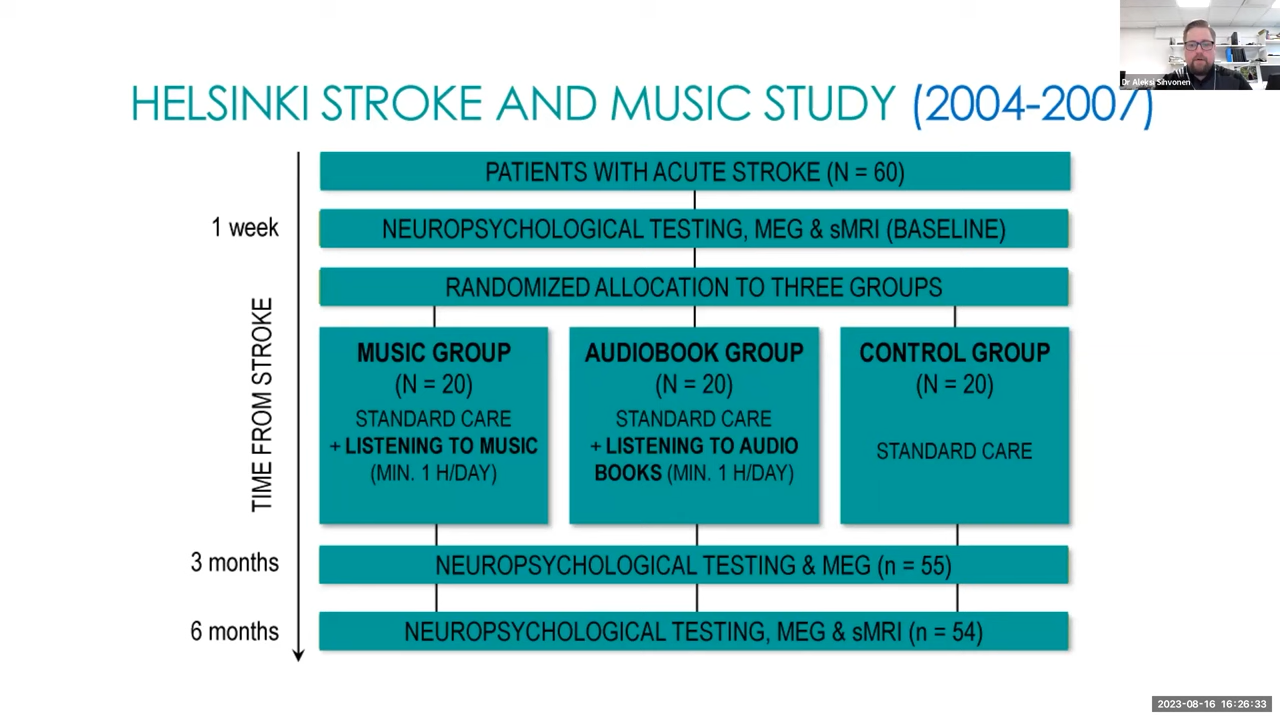 Dr Aleksi Sihvonen
HELSINKI STROKE AND MUSIC STUDY (2004-2007)
PATIENTS WITH ACUTE STROKE (N = 60)
1 week
NEUROPSYCHOLOGICAL TESTING, MEG & sMRI (BASELINE)
RANDOMIZED ALLOCATION TO THREE GROUPS
TIME FROM STROKE
MUSIC GROUP
(N = 20)
STANDARD CARE
+ LISTENING TO MUSIC
(MIN. 1 H/DAY)
AUDIOBOOK GROUP
(N = 20)
STANDARD CARE
+ LISTENING TO AUDIO
BOOKS (MIN. 1 H/DAY)
CONTROL GROUP
(N = 20)
STANDARD CARE
3 months
NEUROPSYCHOLOGICAL TESTING & MEG (n = 55)
6 months
NEUROPSYCHOLOGICAL TESTING, MEG & sMRI (n = 54)
2023-08-16 16:26:33